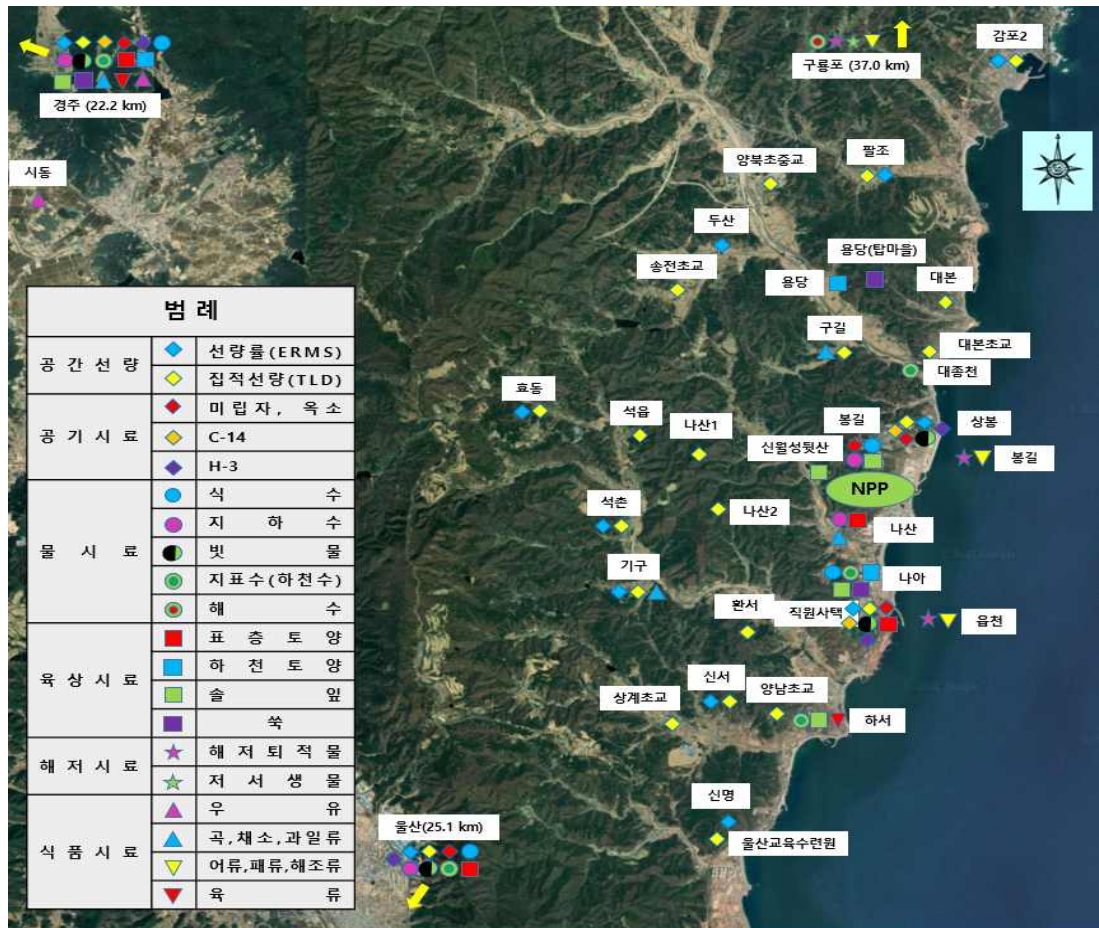 감포2
구룡포 (37.0 km)
경주 (22.2 km)
시동
양북초중교
팔조
두산
용당(탑마을)
송전초교
용당
대본
구길
대본초교
대종천
효동
석읍
나산1
봉길
상봉
신월성뒷산
봉길
NPP
석촌
나산2
나산
기구
나아
환서
직원사택
읍천
신서
양남초교
상계초교
하서
신명
울산(25.1 km)
울산교육수련원
범 례
공간선량
선량률(ERMS)
집적선량(TLD)
공기시료
미립자, 옥소
C-14
H-3
물시료
식수
지하수
빗물
지표수(하천수)
해수
육상시료
표층토양
하천토양
솔잎
쑥
해저시료
해저퇴적물
저서생물
식품시료
우유
곡,채소,과일류
어류,패류,해조류
육류